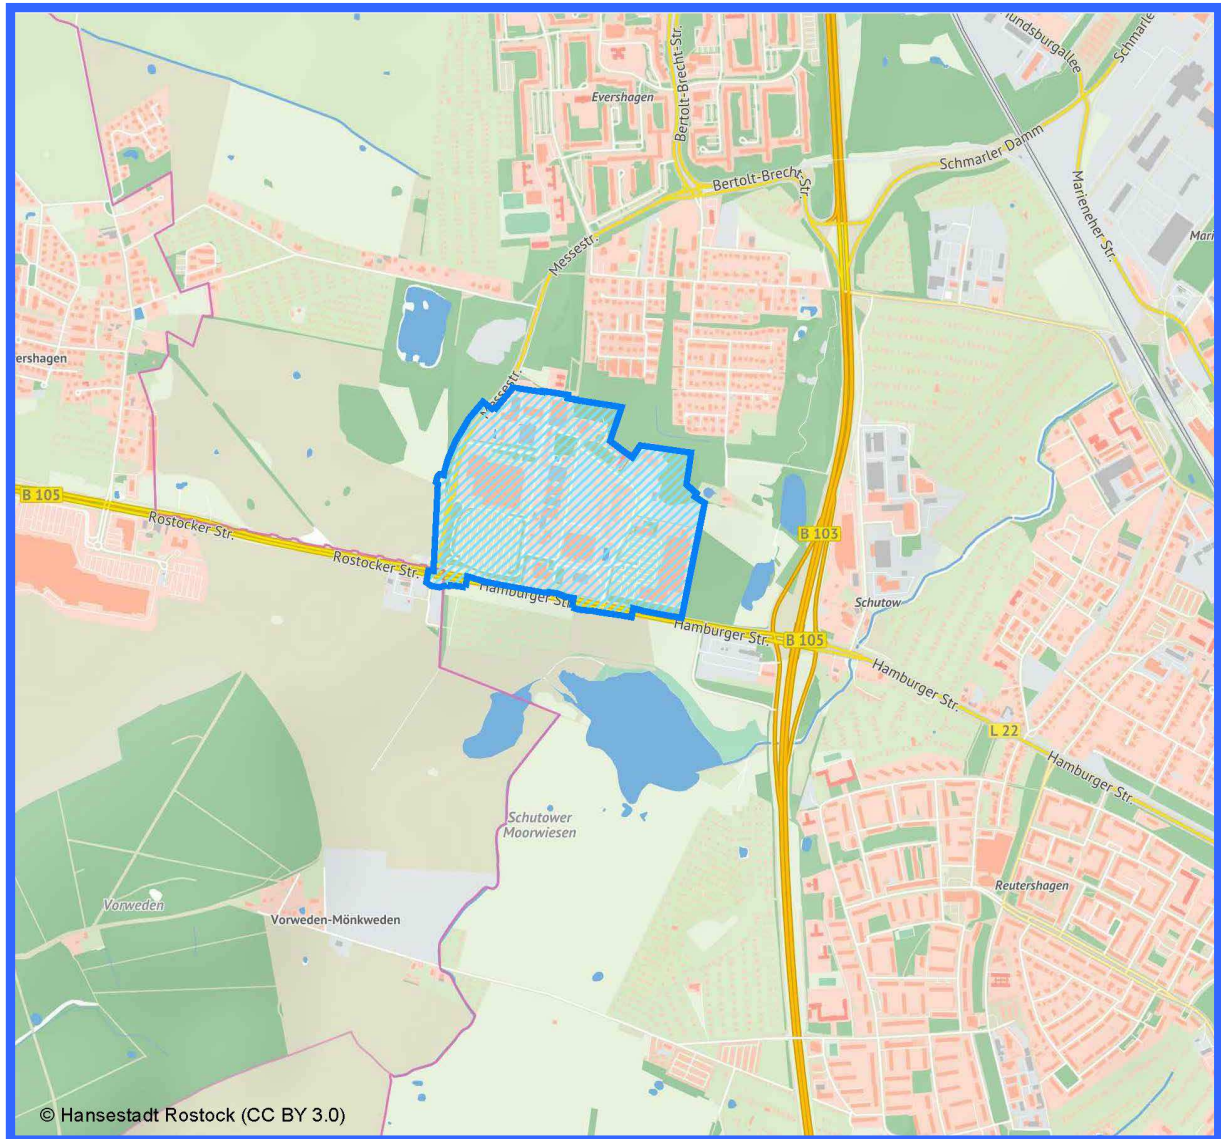 mundsburgallee
Schmarle
Bertolt-Brecht-Str.
Evershagen
Schmarler Damm
Bertolt-Brecht-Str.
Marieneher Str.
Mari
Messestr.
ershagen
Messestr.
B 105
Rostocker Str.
B 103
Rostocker Str.
Hamburger Str.
Schutow
Hamburger Str.
B 105
Hamburger Str.
L 22
Hamburger Str.
Schutower
Moorwiesen
Reutershagen
Vorweden
Vorweden-Mönkweden
© Hansestadt Rostock (CC BY 3.0)